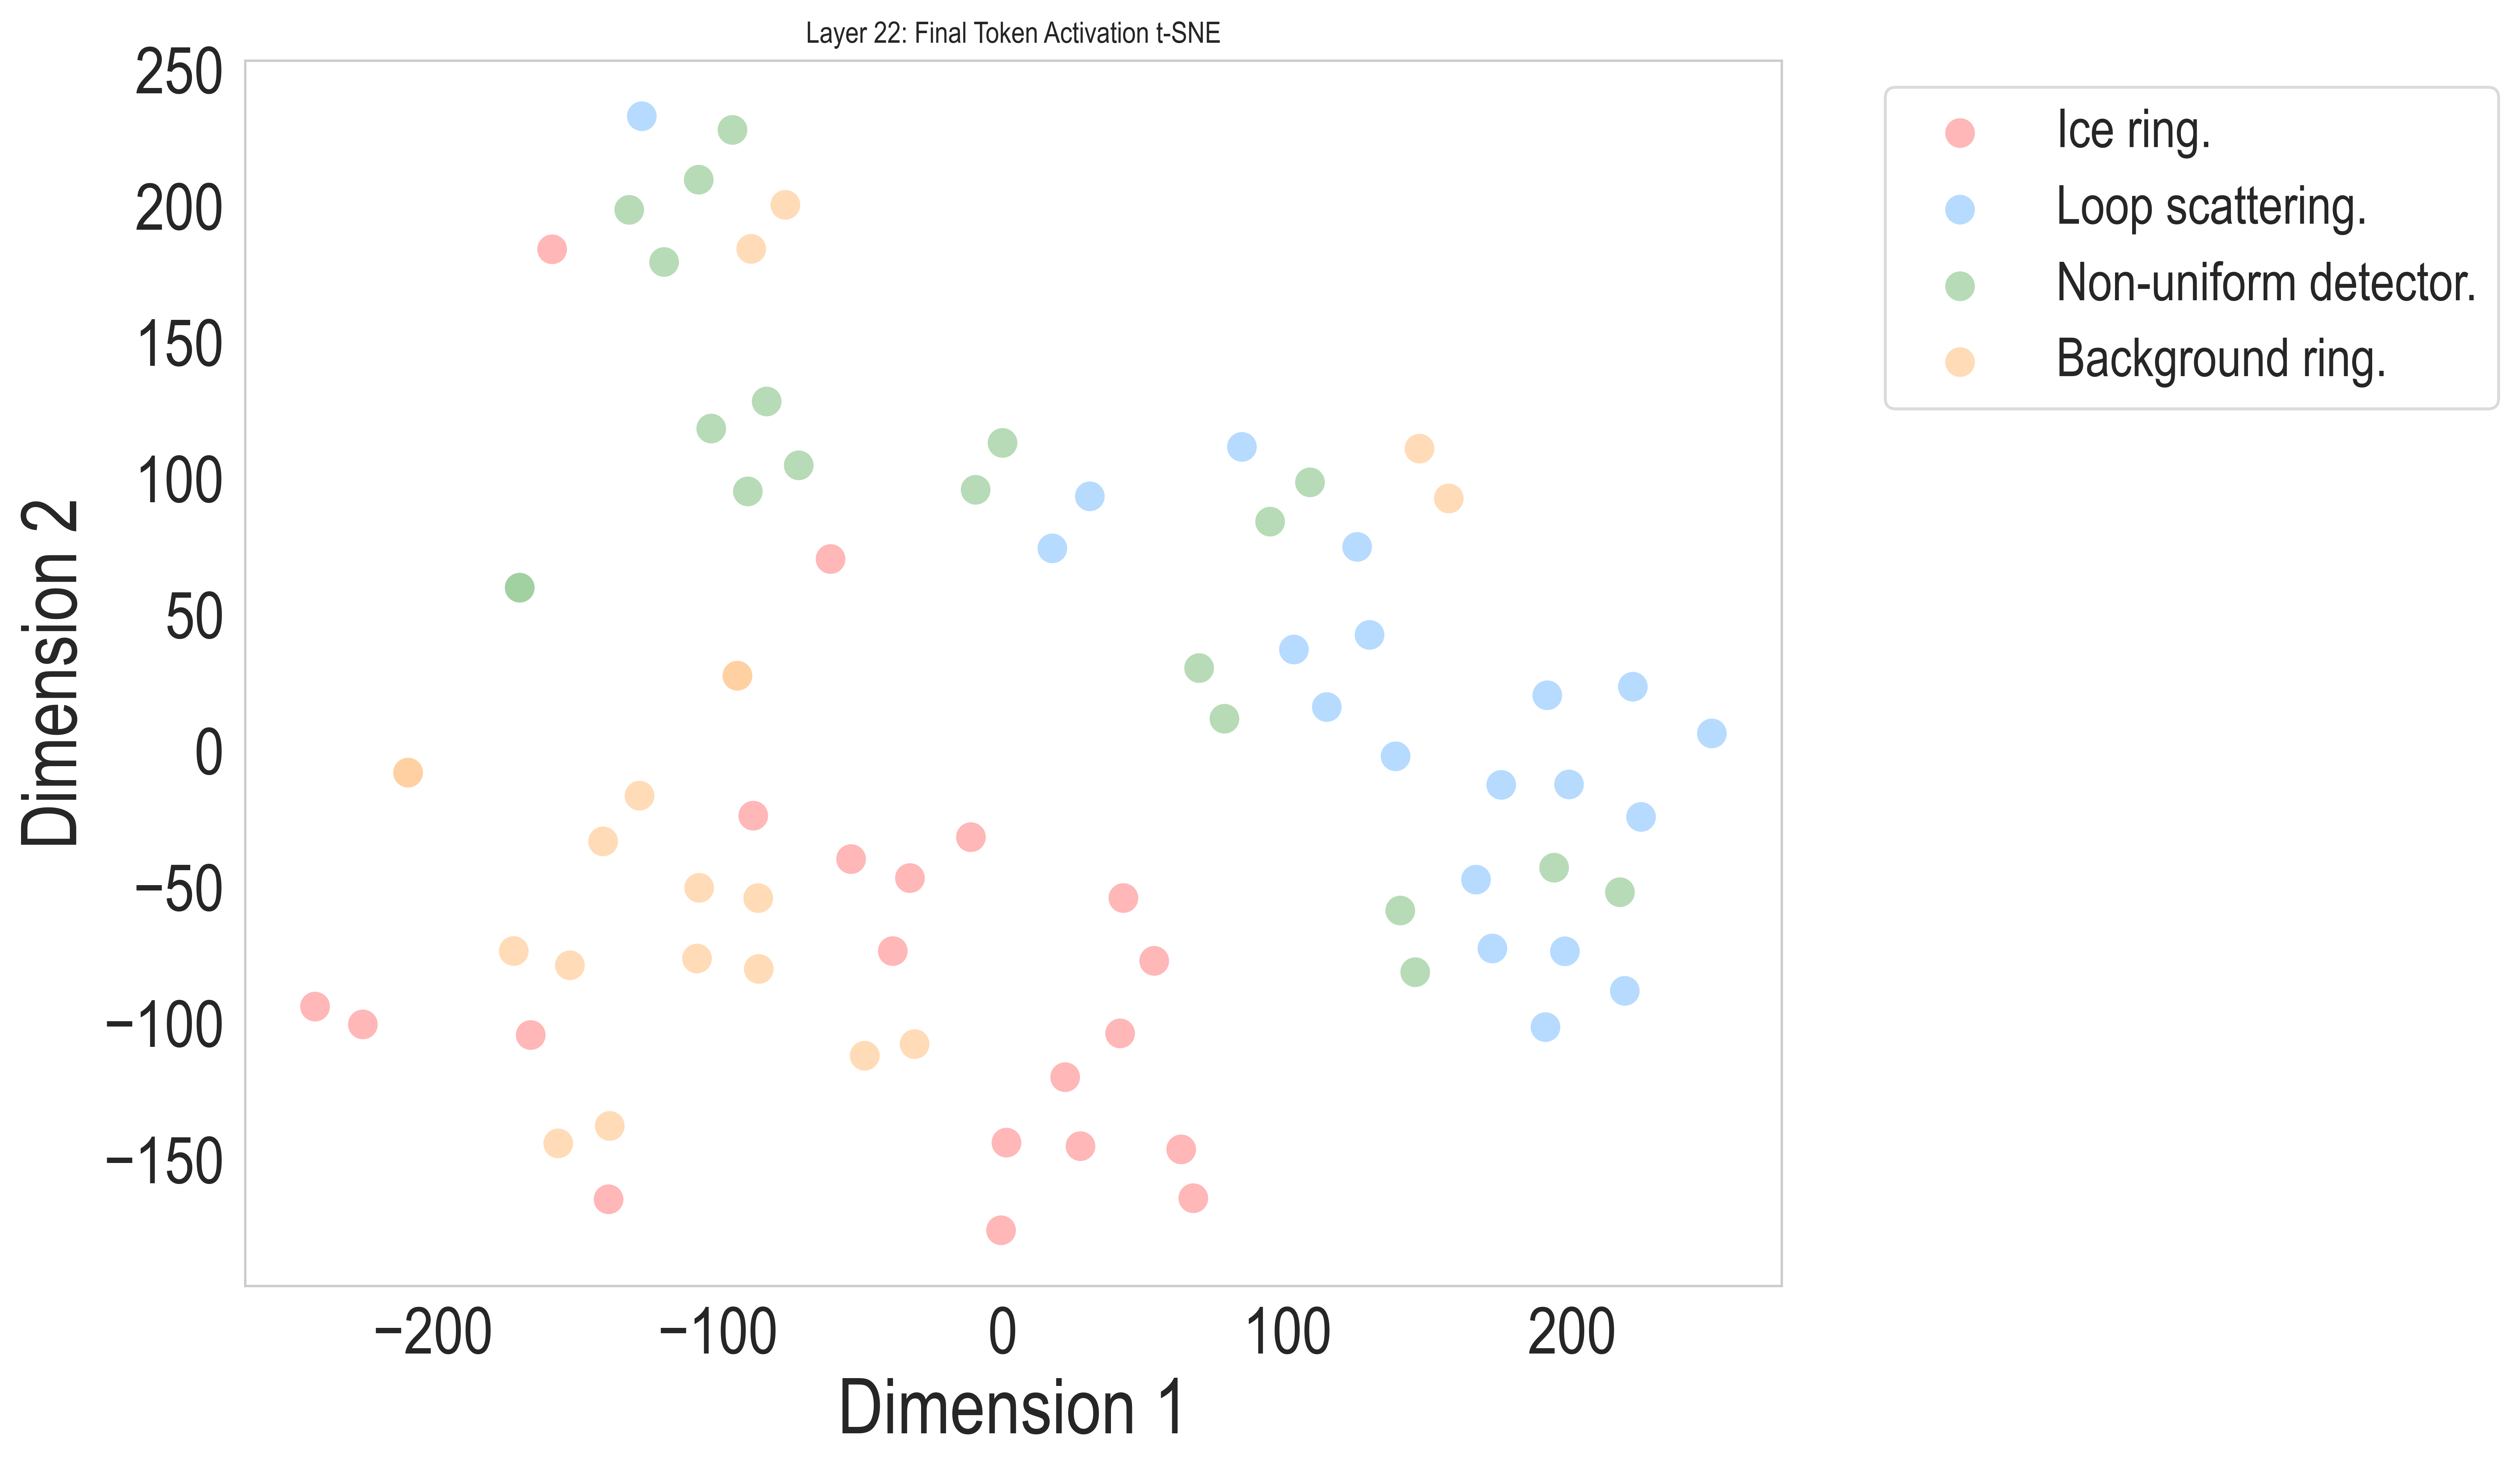 Layer 22: Final Token Activation t-SNE
250
200
150
100
50
0
−50
−100
−150
Dimension 2
−200
−100
0
100
200
Dimension 1
Ice ring.
Loop scattering.
Non-uniform detector.
Background ring.